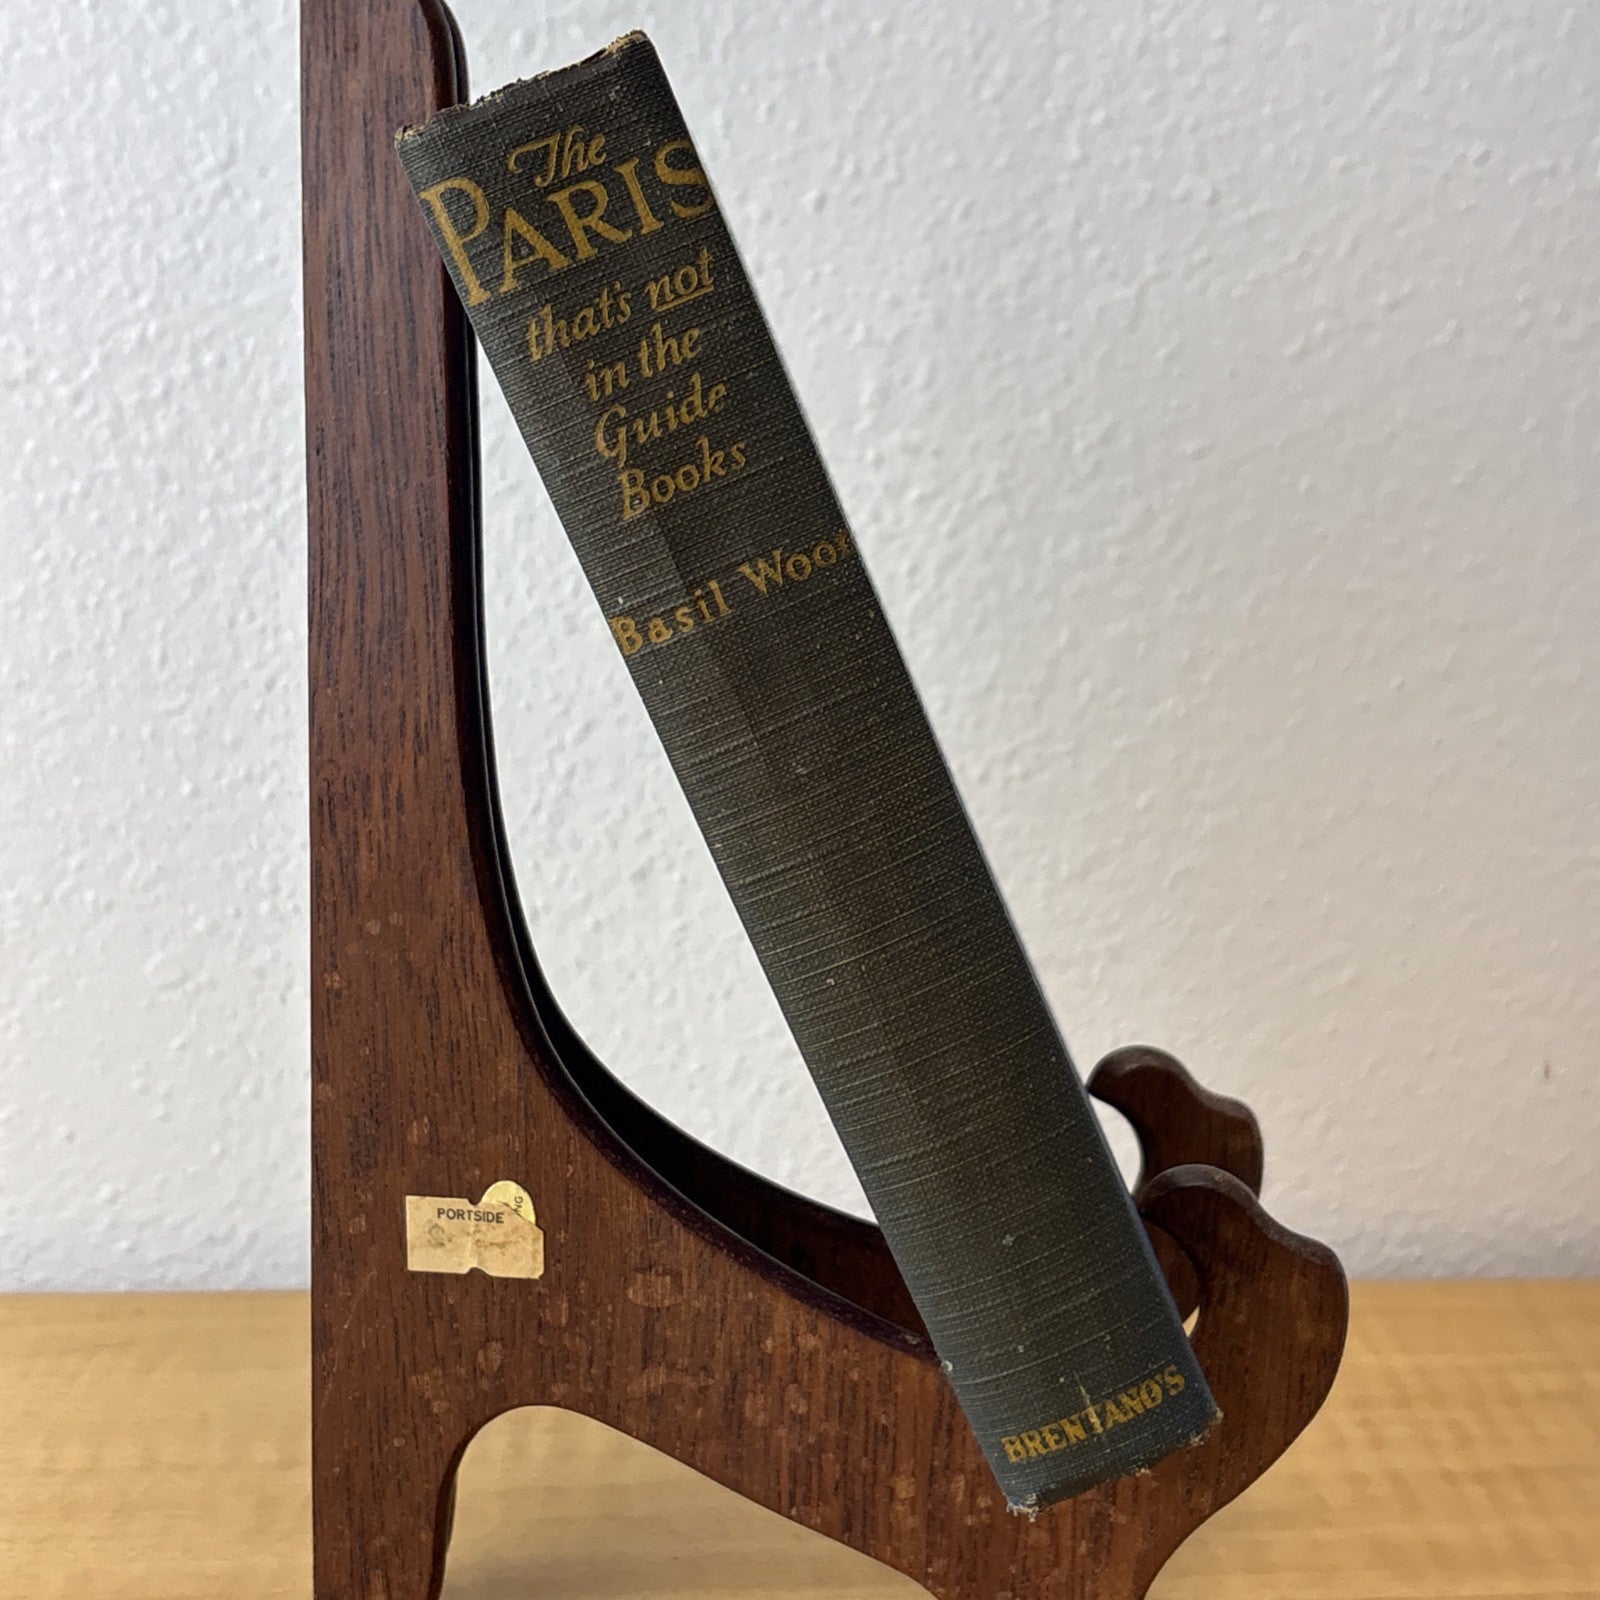 The
PARIS
that's not
in the
Guide
Books
Basil Woon
BRENTANO'S
PORTSIDE